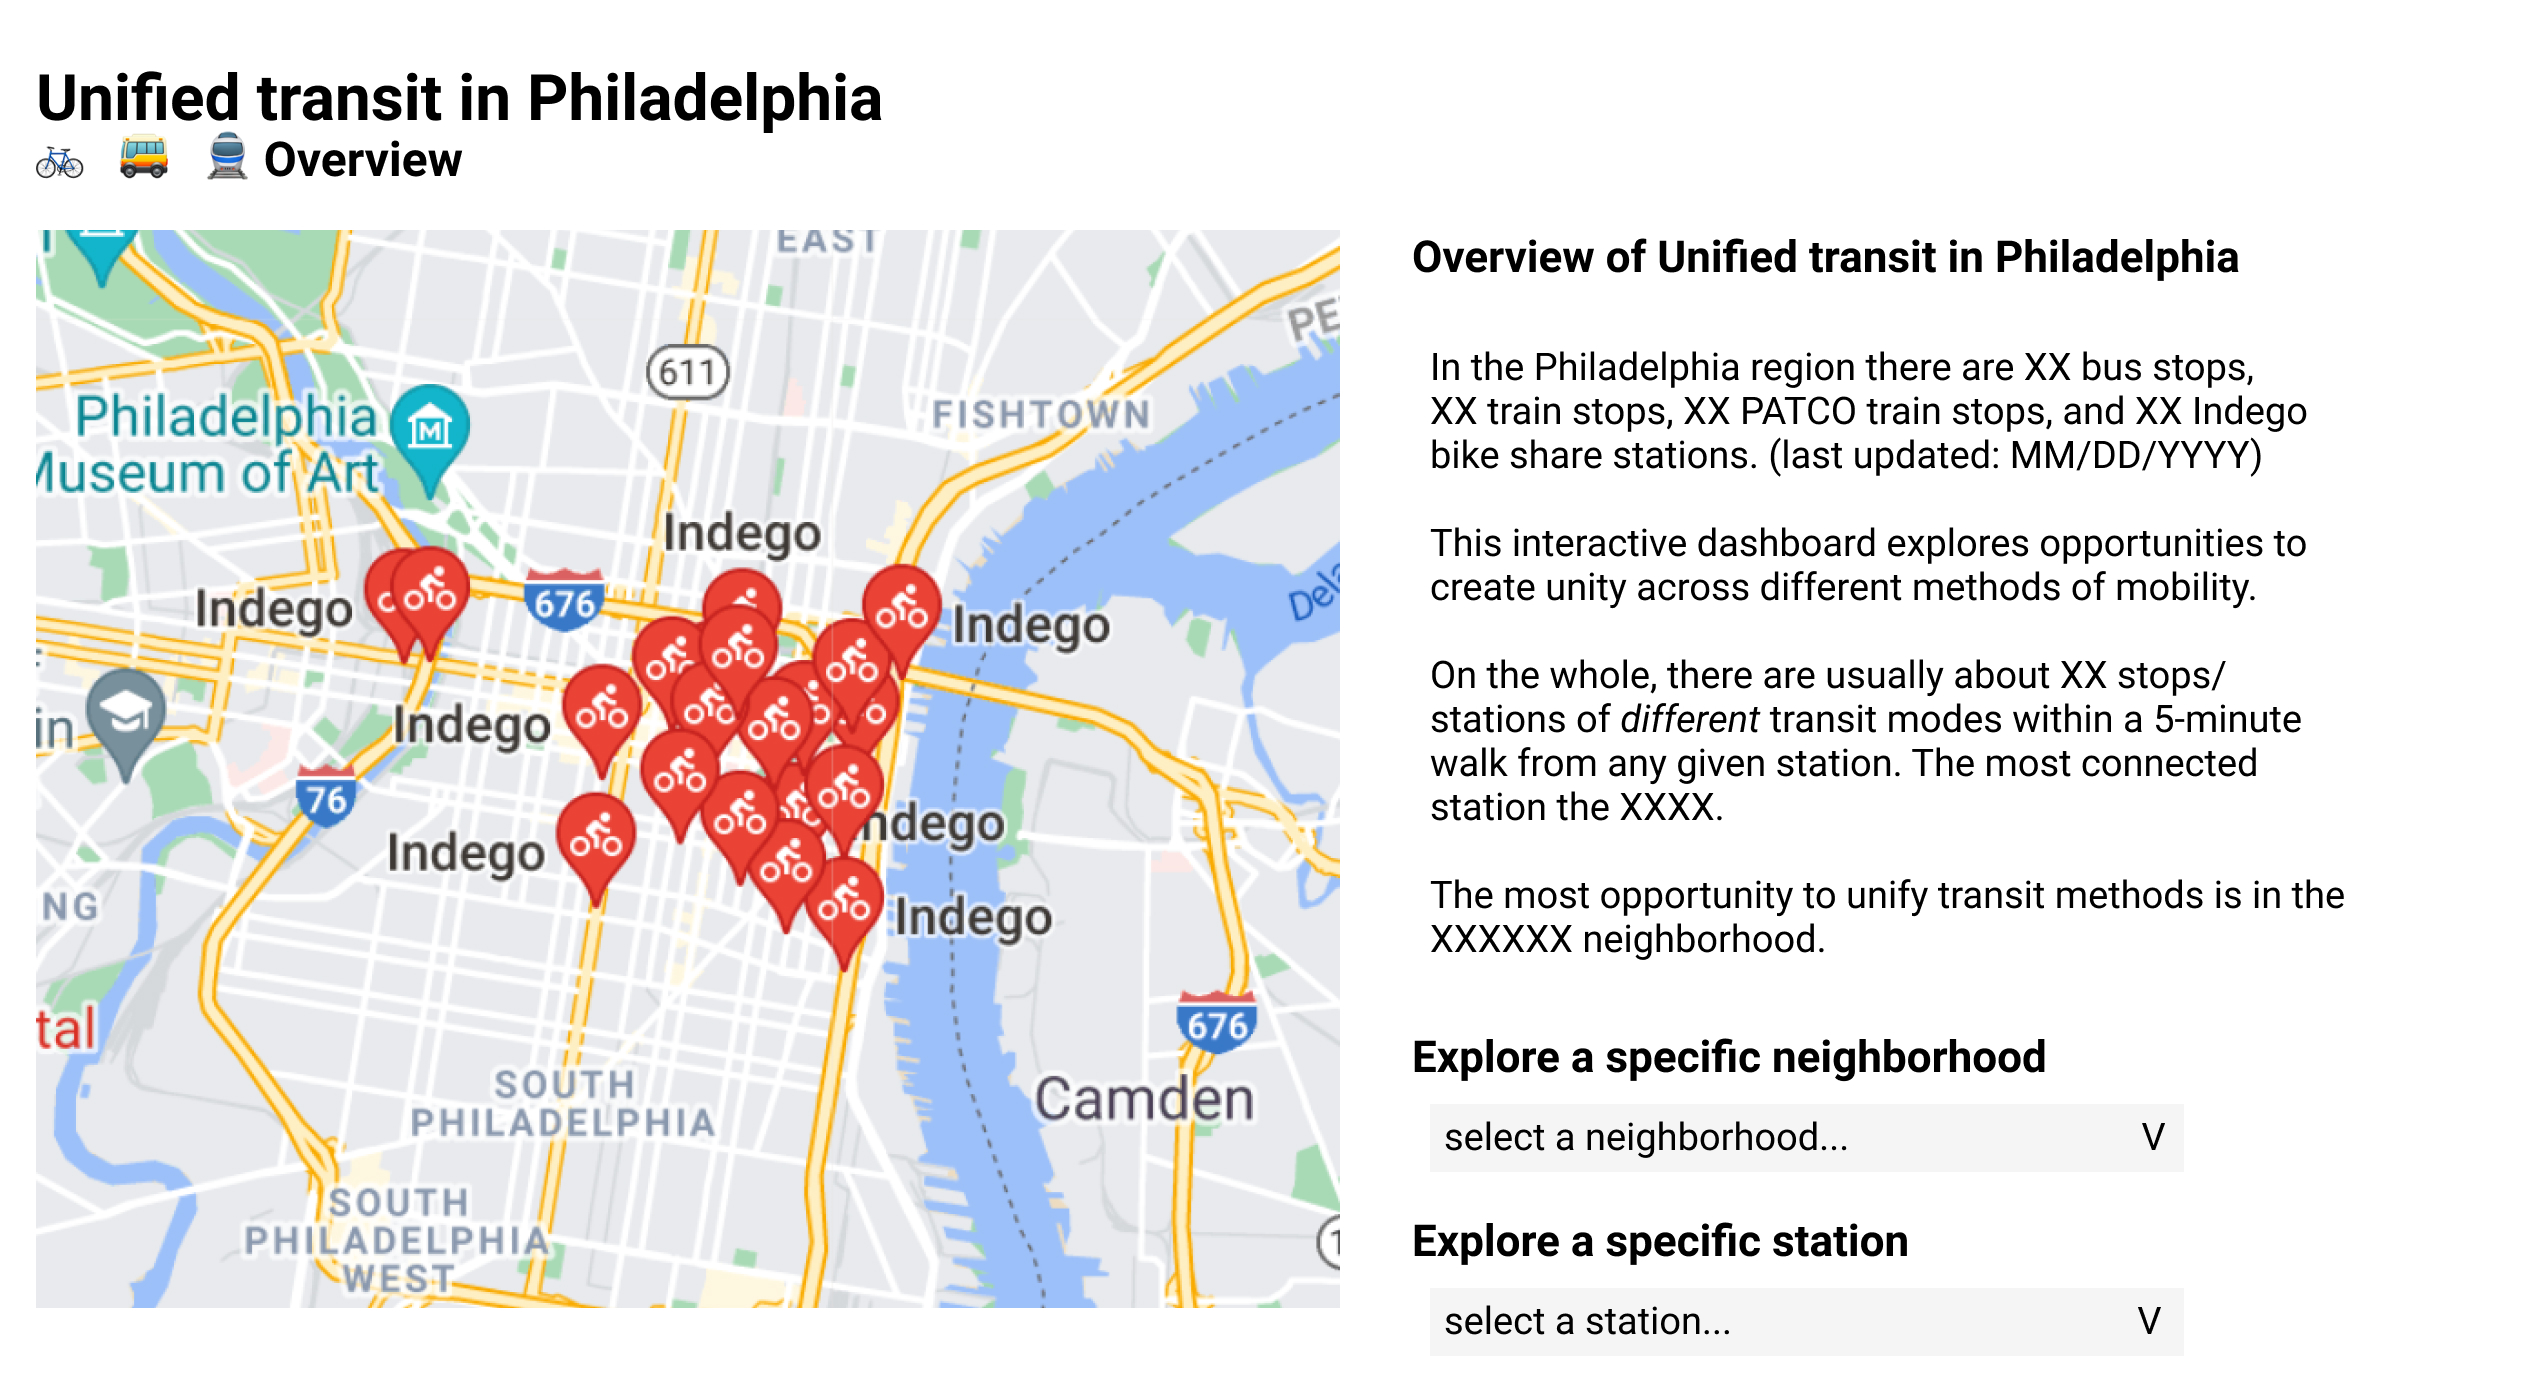 Unified transit in Philadelphia
Overview
EAST
611
Philadelphia
Museum of Art
FISHTOWN
Indego
676
Indego
Indego
Indego
76
Indego
ndego
Indego
NG
tal
676
Camden
SOUTH
PHILADELPHIA
SOUTH
PHILADELPHIA
WEST
Overview of Unified transit in Philadelphia
In the Philadelphia region there are XX bus stops,
XX train stops, XX PATCO train stops, and XX Indego
bike share stations. (last updated: MM/DD/YYYY)
This interactive dashboard explores opportunities to
create unity across different methods of mobility.
On the whole, there are usually about XX stops/
stations of different transit modes within a 5-minute
walk from any given station. The most connected
station the XXXX.
The most opportunity to unify transit methods is in the
XXXXXX neighborhood.
Explore a specific neighborhood
select a neighborhood... V
Explore a specific station
select a station... V